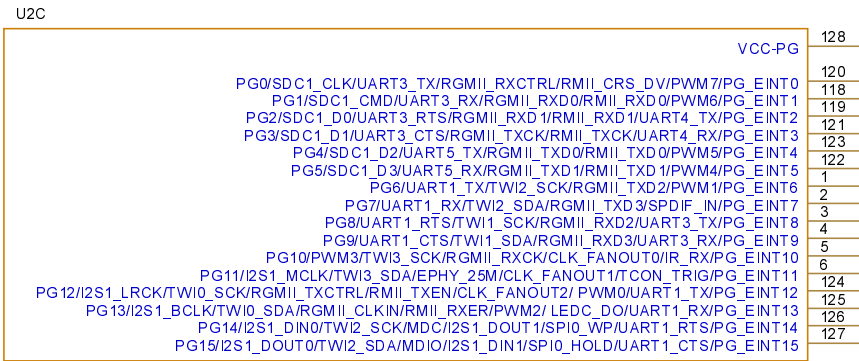 U2C
128
VCC-PG
120
PG0/SDC1_CLK/UART3_TX/RGMII_RXCTRL/RMII_CRS_DV/PWM7/PG_EINT0
118
PG1/SDC1_CMD/UART3_RX/RGMII_RXD0/RMII_RXD0/PWM6/PG_EINT1
119
PG2/SDC1_D0/UART3_RTS/RGMII_RXD1/RMII_RXD1/UART4_TX/PG_EINT2
121
PG3/SDC1_D1/UART3_CTS/RGMII_TXCK/RMII_TXCK/UART4_RX/PG_EINT3
123
PG4/SDC1_D2/UART5_TX/RGMII_TXD0/RMII_TXD0/PWM5/PG_EINT4
122
PG5/SDC1_D3/UART5_RX/RGMII_TXD1/RMII_TXD1/PWM4/PG_EINT5
1
PG6/UART1_TX/TWI2_SCK/RGMII_TXD2/PWM1/PG_EINT6
2
PG7/UART1_RX/TWI2_SDA/RGMII_TXD3/SPDIF_IN/PG_EINT7
3
PG8/UART1_RTS/TWI1_SCK/RGMII_RXD2/UART3_TX/PG_EINT8
4
PG9/UART1_CTS/TWI1_SDA/RGMII_RXD3/UART3_RX/PG_EINT9
5
PG10/PWM3/TWI3_SCK/RGMII_RXCK/CLK_FANOUT0/IR_RX/PG_EINT10
6
PG11/I2S1_MCLK/TWI3_SDA/EPHY_25M/CLK_FANOUT1/TCON_TRIG/PG_EINT11
124
PG12/I2S1_LRCK/TWI0_SCK/RGMII_TXCTRL/RMII_TXEN/CLK_FANOUT2/ PWM0/UART1_TX/PG_EINT12
125
PG13/I2S1_BCLK/TWI0_SDA/RGMII_CLKIN/RMII_RXER/PWM2/ LEDC_DO/UART1_RX/PG_EINT13
126
PG14/I2S1_DIN0/TWI2_SCK/MDC/I2S1_DOUT1/SPI0_WP/UART1_RTS/PG_EINT14
127
PG15/I2S1_DOUT0/TWI2_SDA/MDIO/I2S1_DIN1/SPI0_HOLD/UART1_CTS/PG_EINT15